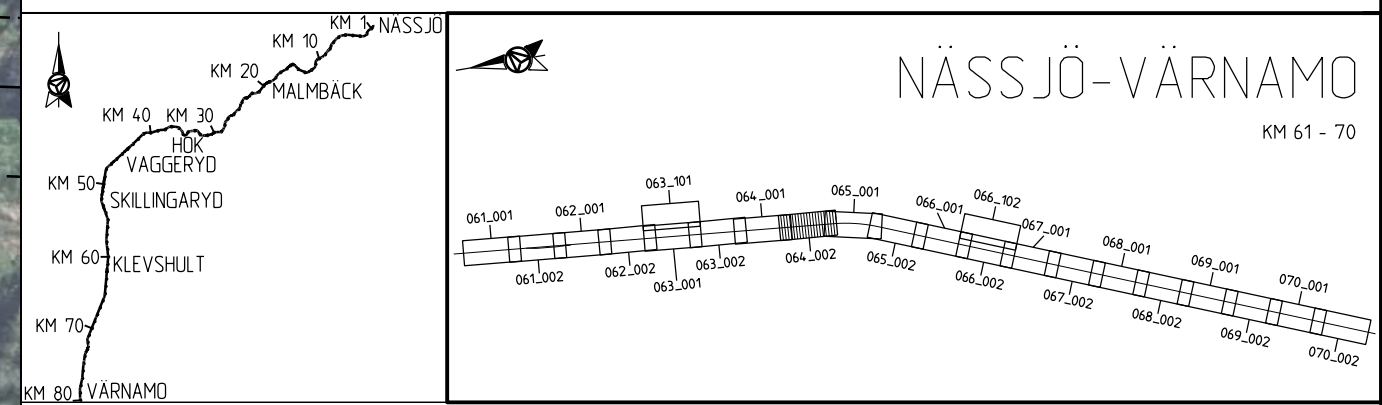 KM 1
NÄSSJÖ
KM 10
KM 20
MALMBÄCK
KM 40
KM 30
HOK
VAGGERYD
KM 50
SKILLINGARYD
KM 60
KLEVSHULT
KM 70
KM 80
VÄRNAMO
NÄSSJÖ-VÄRNAMO
KM 61 - 70
063_101
061_001
062_001
064_001
065_001
066_001
066_102
067_001
068_001
069_001
070_001
061_002
062_002
063_001
063_002
064_002
065_002
066_002
067_002
068_002
069_002
070_002